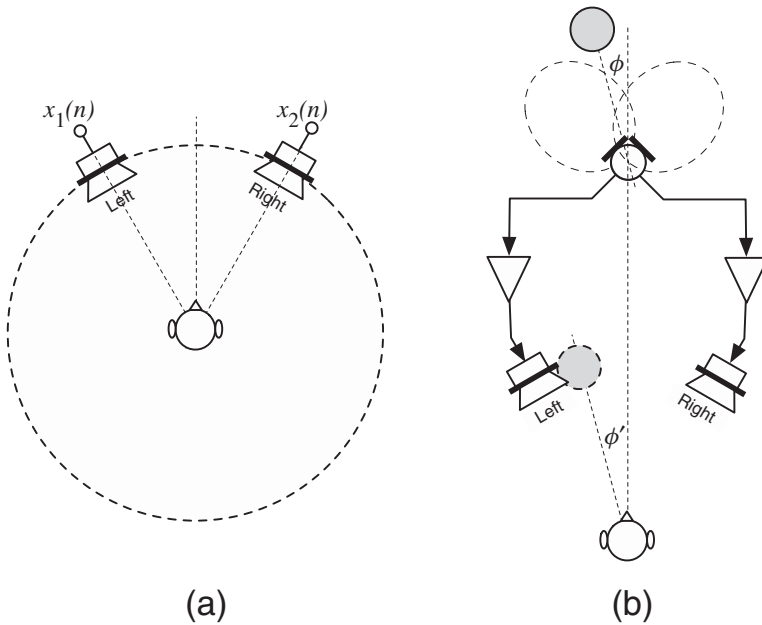 x₁(n)
x₂(n)
Left
Right
(a)
ϕ
Left
Right
ϕ′
(b)